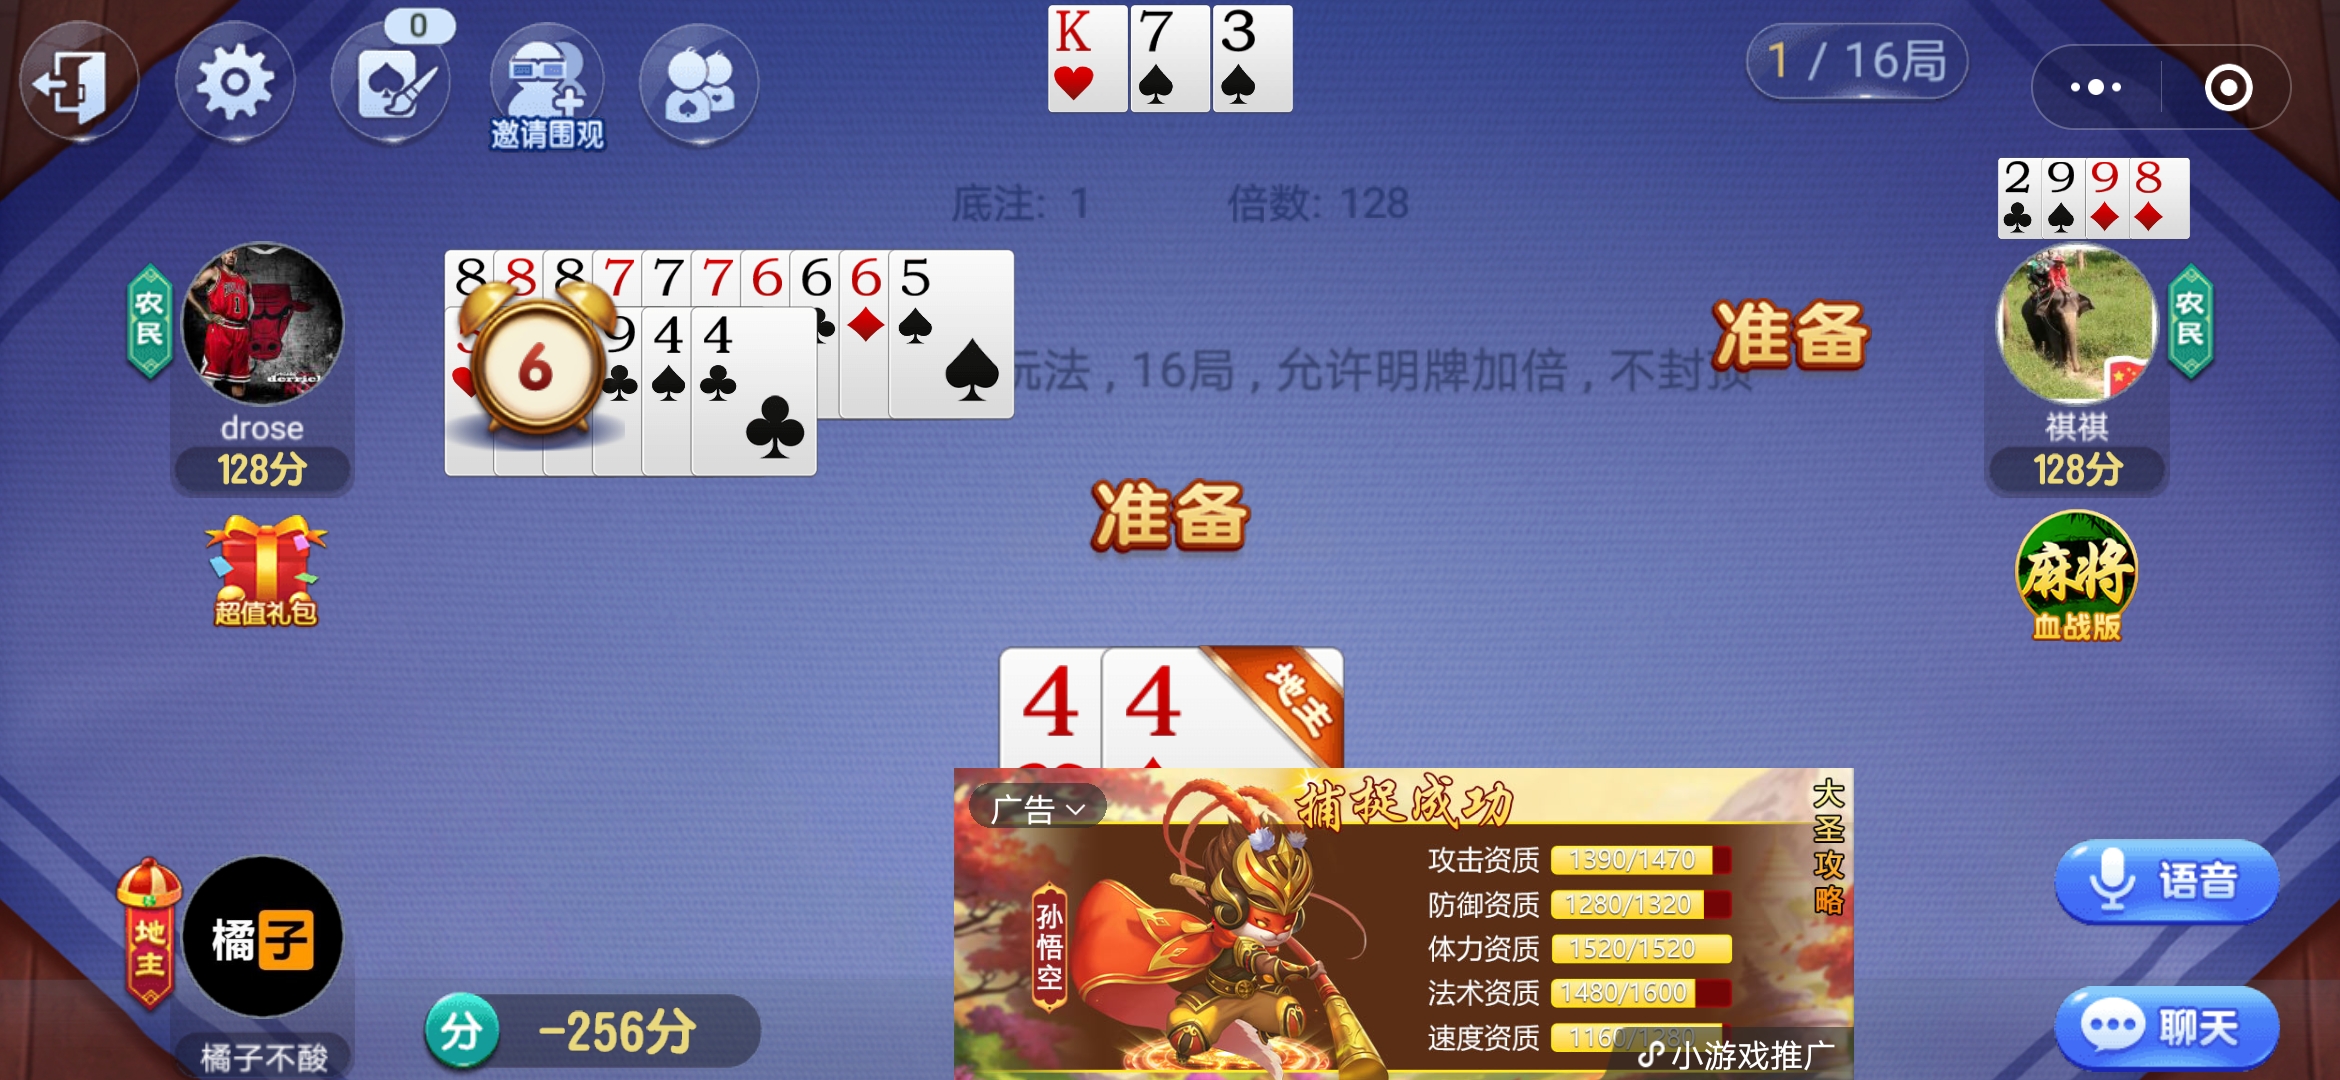 0
邀请围观
K 7 3
1 / 16局
底注: 1 倍数: 128
2 9 9 8
农民
8 8 8 7 7 7 6 6 6 5
9 4 4
6
玩法 , 16局 , 允许明牌加倍 , 不封顶
准备
农民
drose
128分
祺祺
128分
准备
超值礼包
麻将
血战版
4 4
地主
广告
捕捉成功
大圣攻略
孙悟空
攻击资质 1390/1470
防御资质 1280/1320
体力资质 1520/1520
法术资质 1480/1600
速度资质 1160/1280
小游戏推广
地主
橘子
橘子不酸
分 -256分
语音
聊天